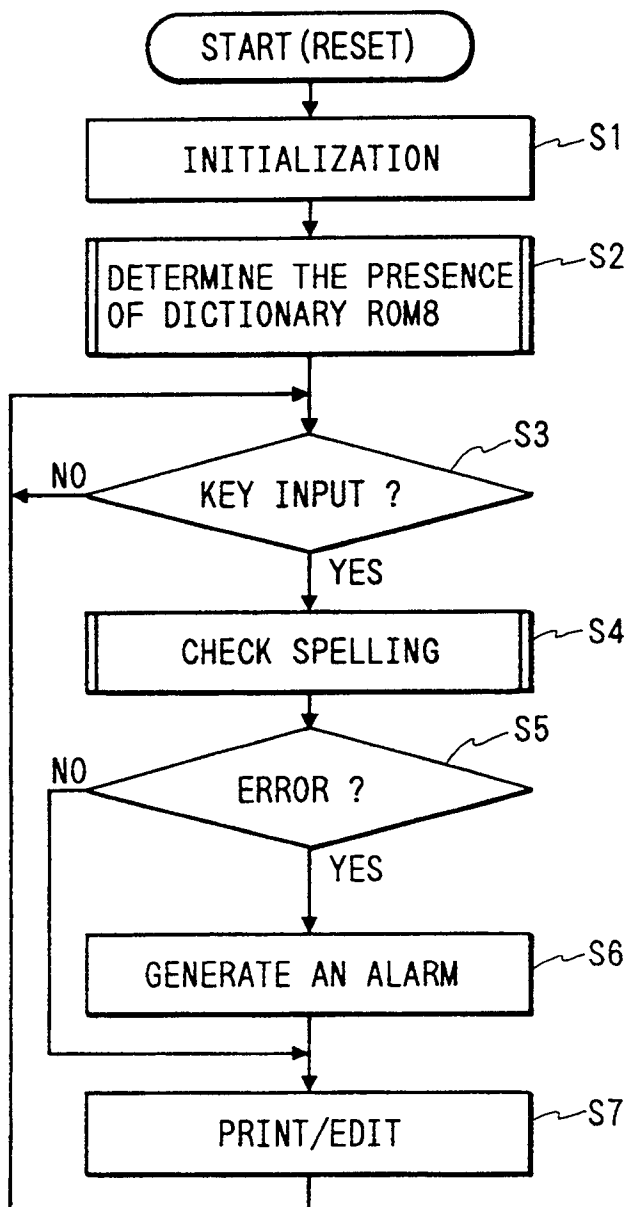 START (RESET)
INITIALIZATION
S1
DETERMINE THE PRESENCE
OF DICTIONARY ROM8
S2
KEY INPUT ?
S3
NO
YES
CHECK SPELLING
S4
ERROR ?
S5
NO
YES
GENERATE AN ALARM
S6
PRINT/EDIT
S7